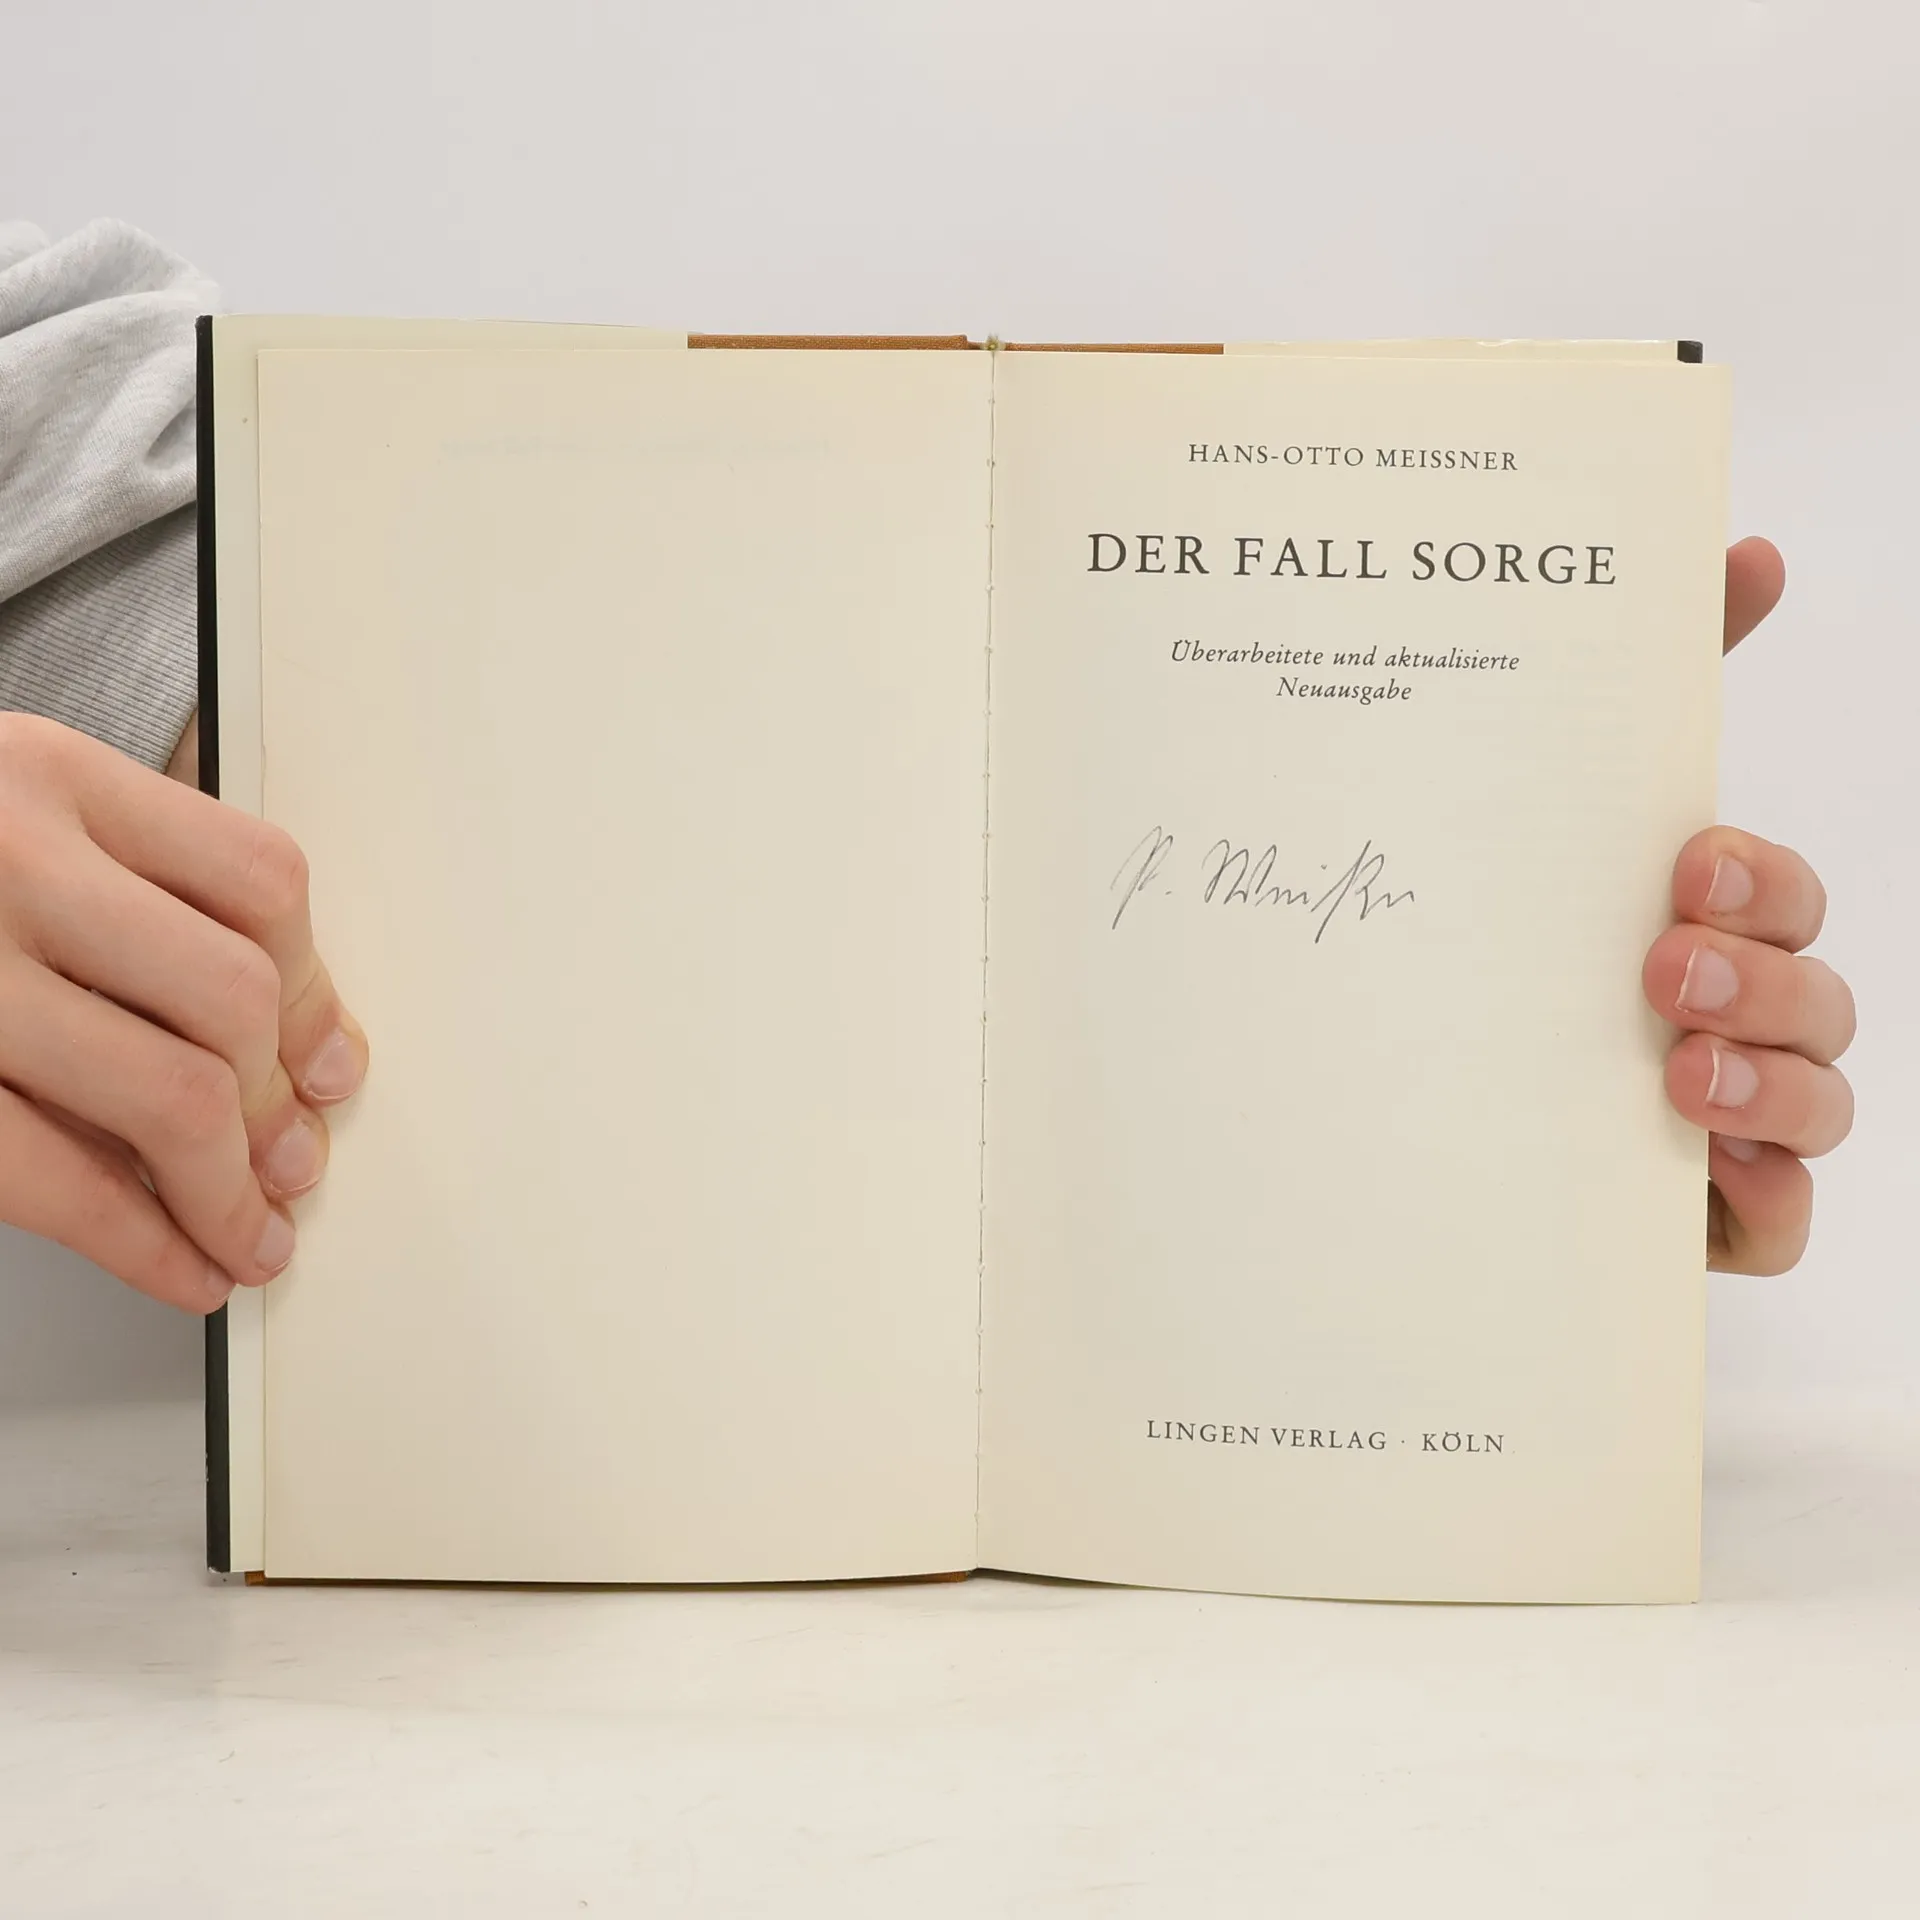 HANS-OTTO MEISSNER
DER FALL SORGE
Überarbeitete und aktualisierte
Neuausgabe
P.
LINGEN VERLAG · KÖLN